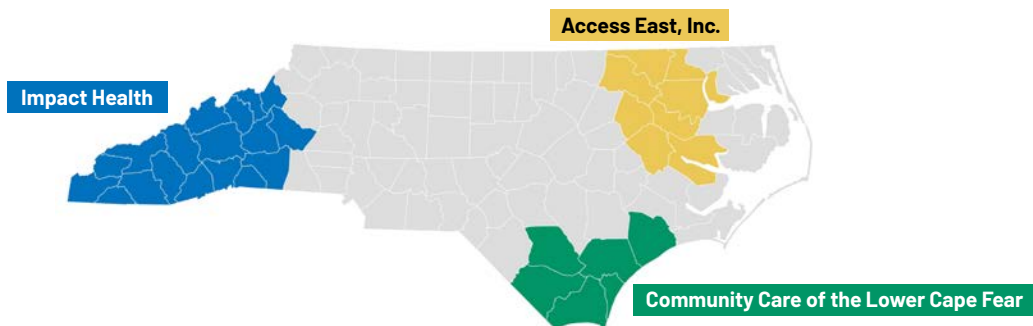 Access East, Inc.
Impact Health
Community Care of the Lower Cape Fear